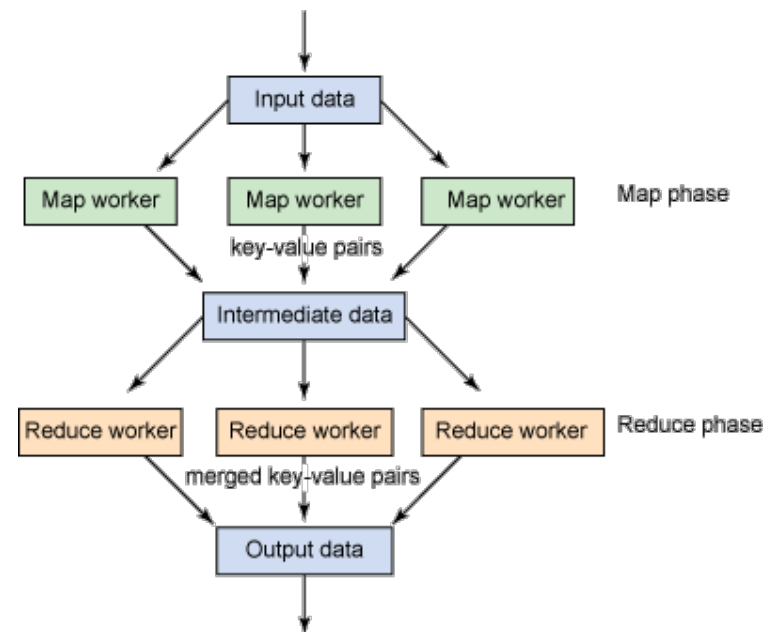 Input data
Map worker
Map worker
Map worker
Map phase
key-value pairs
Intermediate data
Reduce worker
Reduce worker
Reduce worker
Reduce phase
merged key-value pairs
Output data